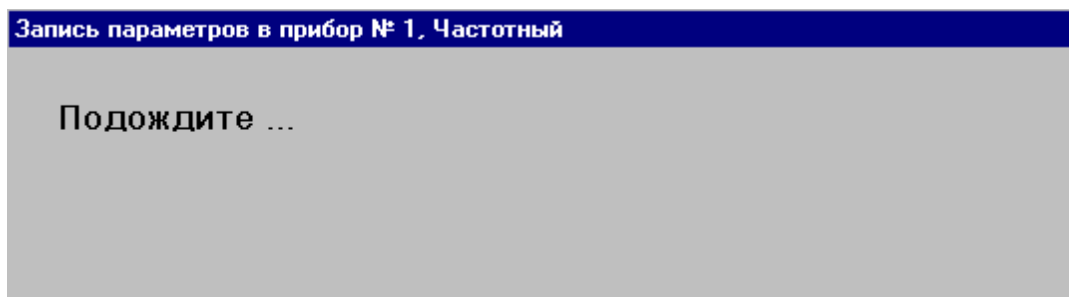 Запись параметров в прибор № 1, Частотный
Подождите ...